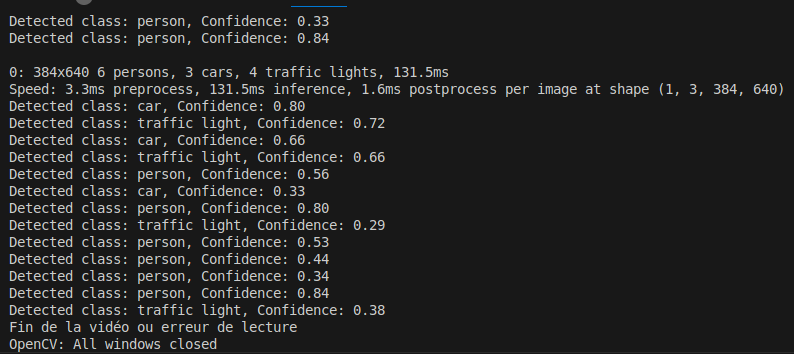 Detected class: person, Confidence: 0.33
Detected class: person, Confidence: 0.84
0: 384x640 6 persons, 3 cars, 4 traffic lights, 131.5ms
Speed: 3.3ms preprocess, 131.5ms inference, 1.6ms postprocess per image at shape (1, 3, 384, 640)
Detected class: car, Confidence: 0.80
Detected class: traffic light, Confidence: 0.72
Detected class: car, Confidence: 0.66
Detected class: traffic light, Confidence: 0.66
Detected class: person, Confidence: 0.56
Detected class: car, Confidence: 0.33
Detected class: person, Confidence: 0.80
Detected class: traffic light, Confidence: 0.29
Detected class: person, Confidence: 0.53
Detected class: person, Confidence: 0.44
Detected class: person, Confidence: 0.34
Detected class: person, Confidence: 0.84
Detected class: traffic light, Confidence: 0.38
Fin de la vidéo ou erreur de lecture
OpenCV: All windows closed